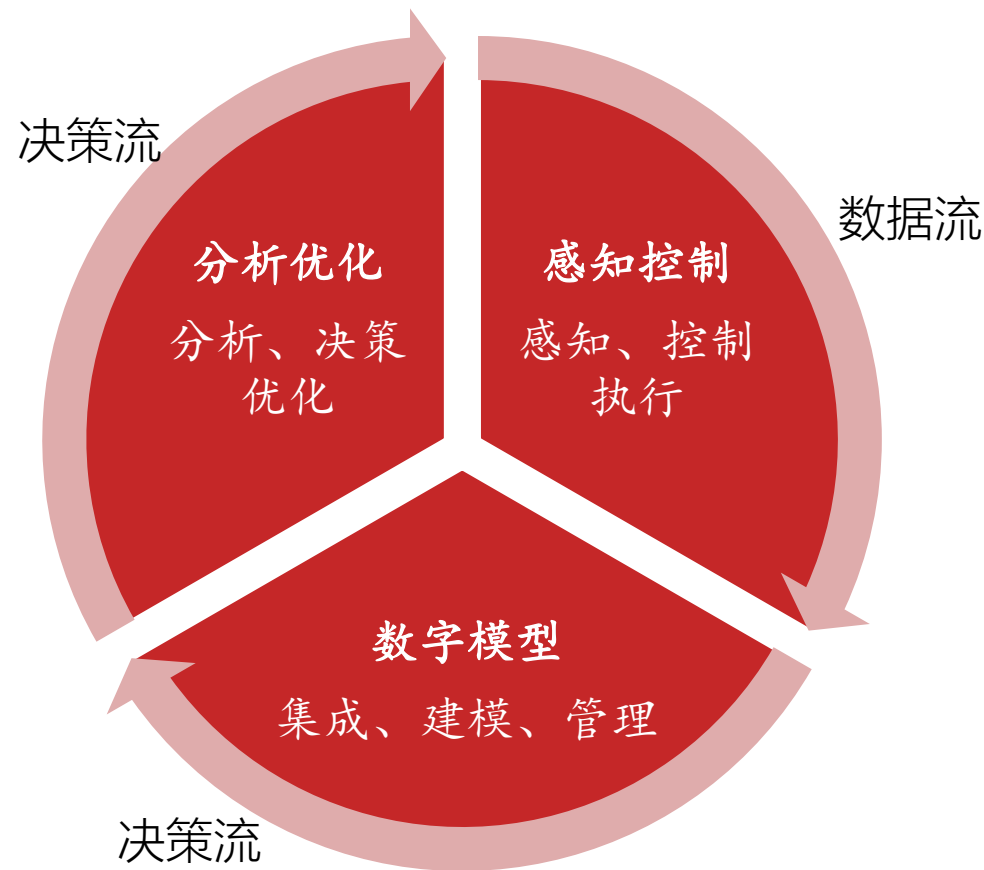 决策流
数据流
分析优化
分析、决策
优化
感知控制
感知、控制
执行
数字模型
集成、建模、管理
决策流